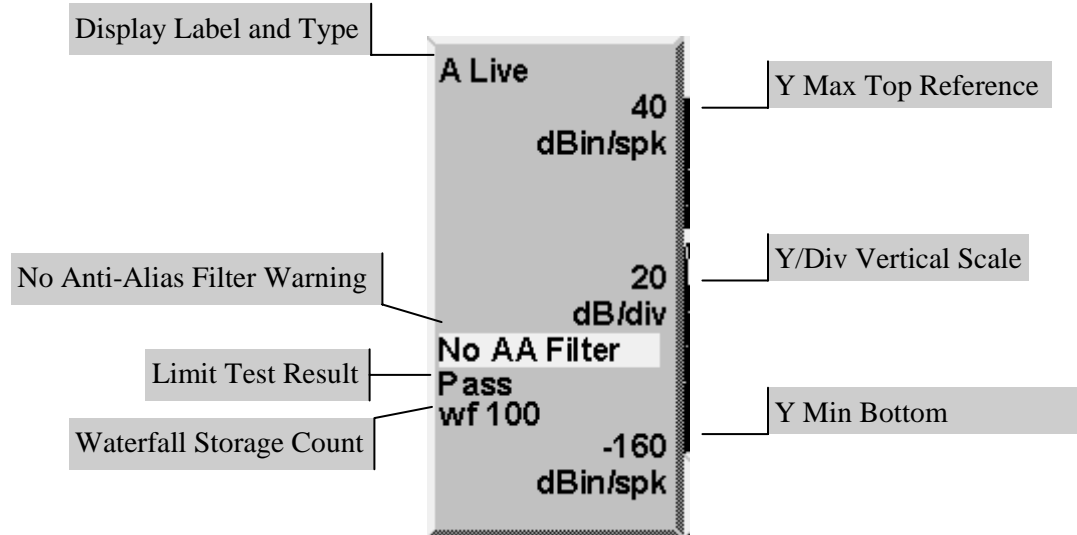 Display Label and Type
A Live
40
dBin/spk
Y Max Top Reference
20
dB/div
Y/Div Vertical Scale
No Anti-Alias Filter Warning
No AA Filter
Limit Test Result
Pass
wf 100
Waterfall Storage Count
-160
dBin/spk
Y Min Bottom